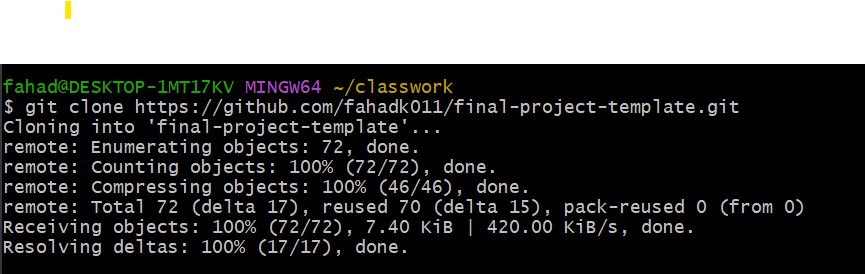 fahad@DESKTOP-1MT17KV MINGW64 ~/classwork
$ git clone https://github.com/fahadk011/final-project-template.git
Cloning into 'final-project-template'...
remote: Enumerating objects: 72, done.
remote: Counting objects: 100% (72/72), done.
remote: Compressing objects: 100% (46/46), done.
remote: Total 72 (delta 17), reused 70 (delta 15), pack-reused 0 (from 0)
Receiving objects: 100% (72/72), 7.40 KiB | 420.00 KiB/s, done.
Resolving deltas: 100% (17/17), done.